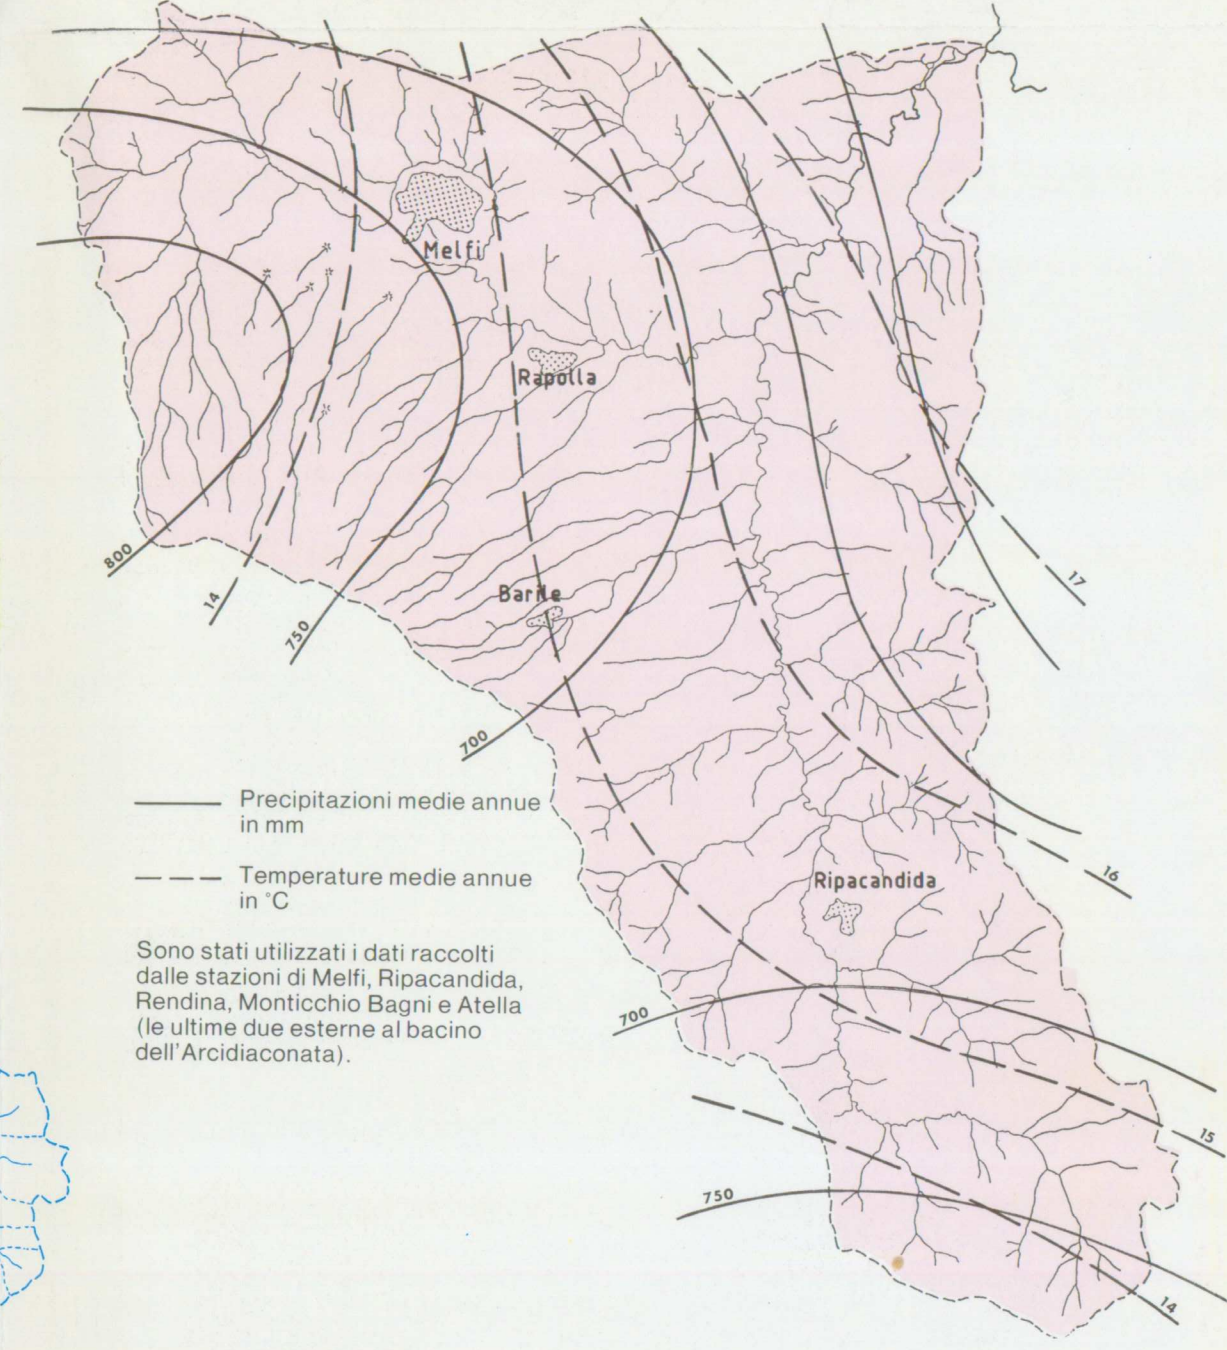 Melfi
Rapolla
800
14
Barile
17
750
700
Precipitazioni medie annue
in mm
Temperature medie annue
in °C
Ripacandida
16
Sono stati utilizzati i dati raccolti
dalle stazioni di Melfi, Ripacandida,
Rendina, Monticchio Bagni e Atella
(le ultime due esterne al bacino
dell'Arcidiaconata).
700
15
750
14